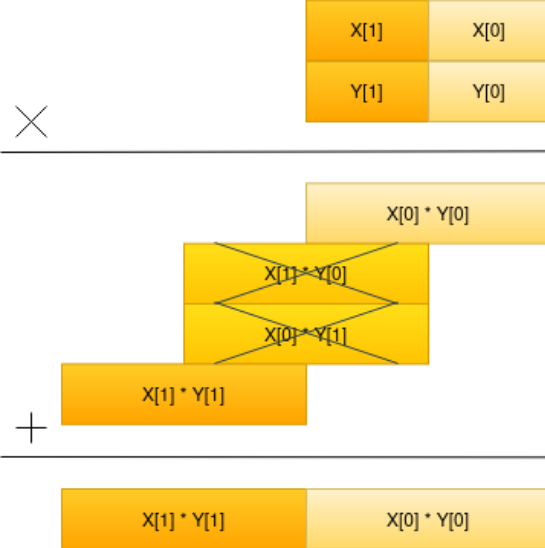 X[1] X[0]
Y[1] Y[0]
×
X[0] * Y[0]
X[1] * Y[0]
X[0] * Y[1]
X[1] * Y[1]
+
X[1] * Y[1] X[0] * Y[0]